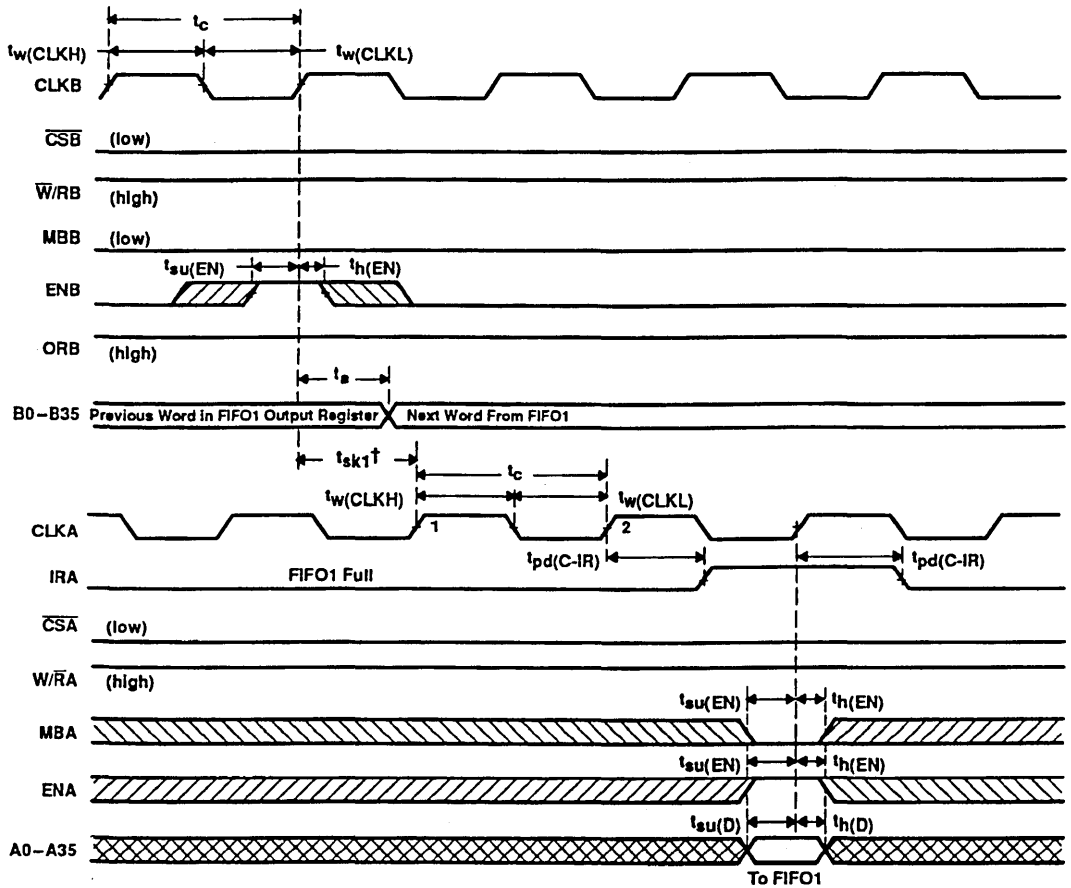 tc
tw(CLKH) tw(CLKL)
CLKB
CSB (low)
W/RB (high)
MBB (low)
tsu(EN) th(EN)
ENB
ORB (high)
ta
B0–B35 Previous Word in FIFO1 Output Register Next Word From FIFO1
tsk1† tc
tw(CLKH) tw(CLKL)
CLKA 1 2
tpd(C-IR) tpd(C-IR)
IRA FIFO1 Full
CSA (low)
W/RA (high)
tsu(EN) th(EN)
MBA
tsu(EN) th(EN)
ENA
tsu(D) th(D)
A0–A35
To FIFO1